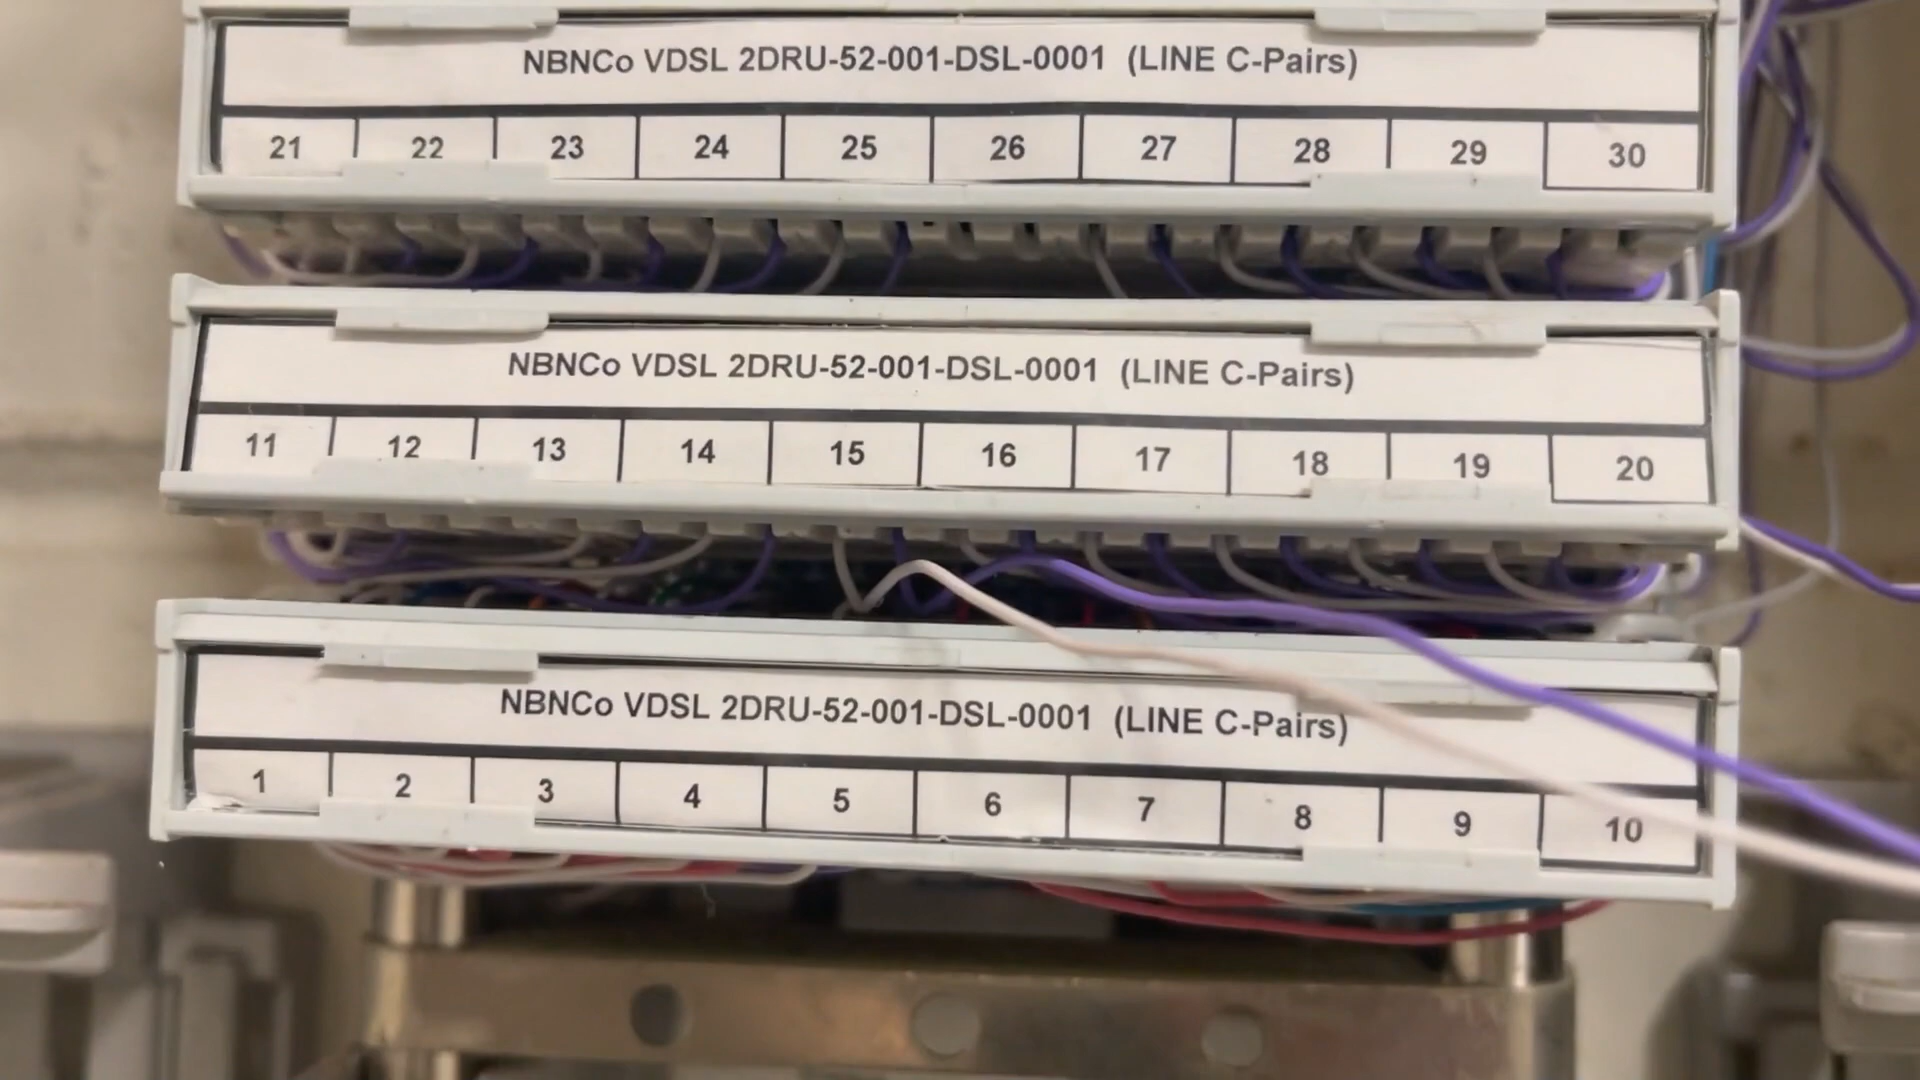 NBNCo VDSL 2DRU-52-001-DSL-0001 (LINE C-Pairs)
21 22 23 24 25 26 27 28 29 30
NBNCo VDSL 2DRU-52-001-DSL-0001 (LINE C-Pairs)
11 12 13 14 15 16 17 18 19 20
NBNCo VDSL 2DRU-52-001-DSL-0001 (LINE C-Pairs)
1 2 3 4 5 6 7 8 9 10